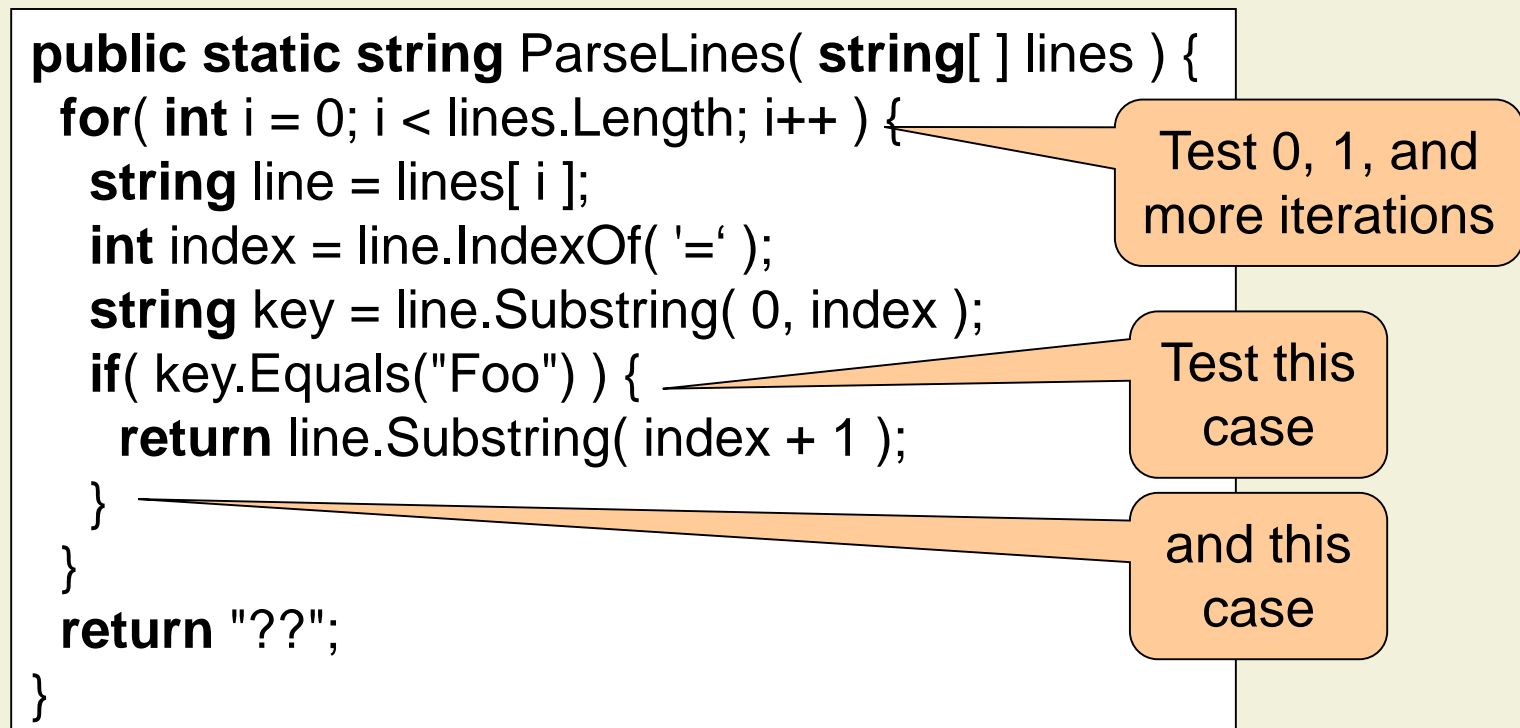 public static string ParseLines( string[ ] lines ) {
for( int i = 0; i < lines.Length; i++ ) {
string line = lines[ i ];
int index = line.IndexOf( '=‘ );
string key = line.Substring( 0, index );
if( key.Equals("Foo") ) {
return line.Substring( index + 1 );
}
}
return "??";
}
Test 0, 1, and
more iterations
Test this
case
and this
case